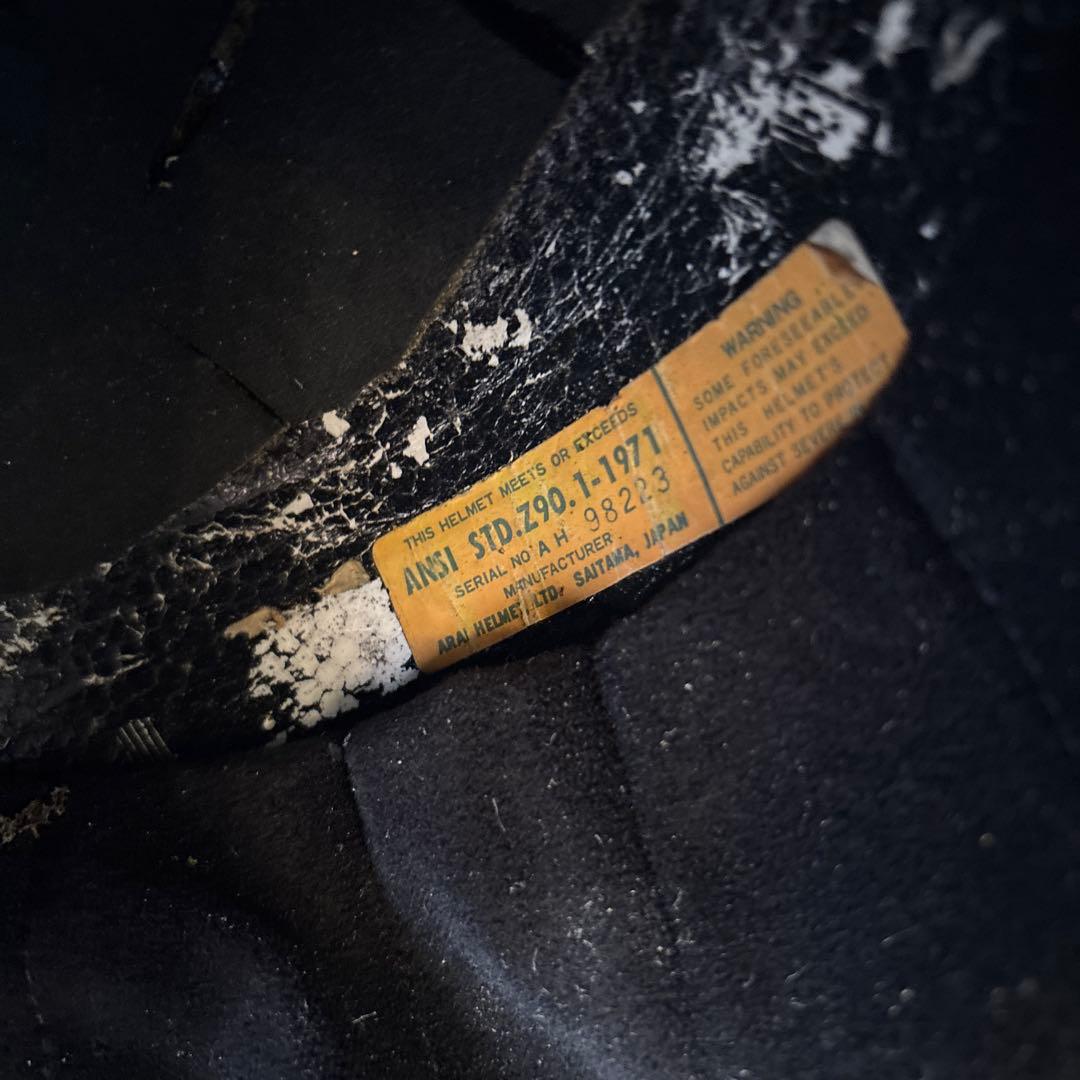 THIS HELMET MEETS OR EXCEEDS
ANSI STD.Z90.1-1971
SERIAL NO A H 98223
MANUFACTURER
ARAI HELMET, LTD. SAITAMA, JAPAN
WARNING
SOME FORESEEABLE
IMPACTS MAY EXCEED
THIS HELMET'S
CAPABILITY TO PROTECT
AGAINST